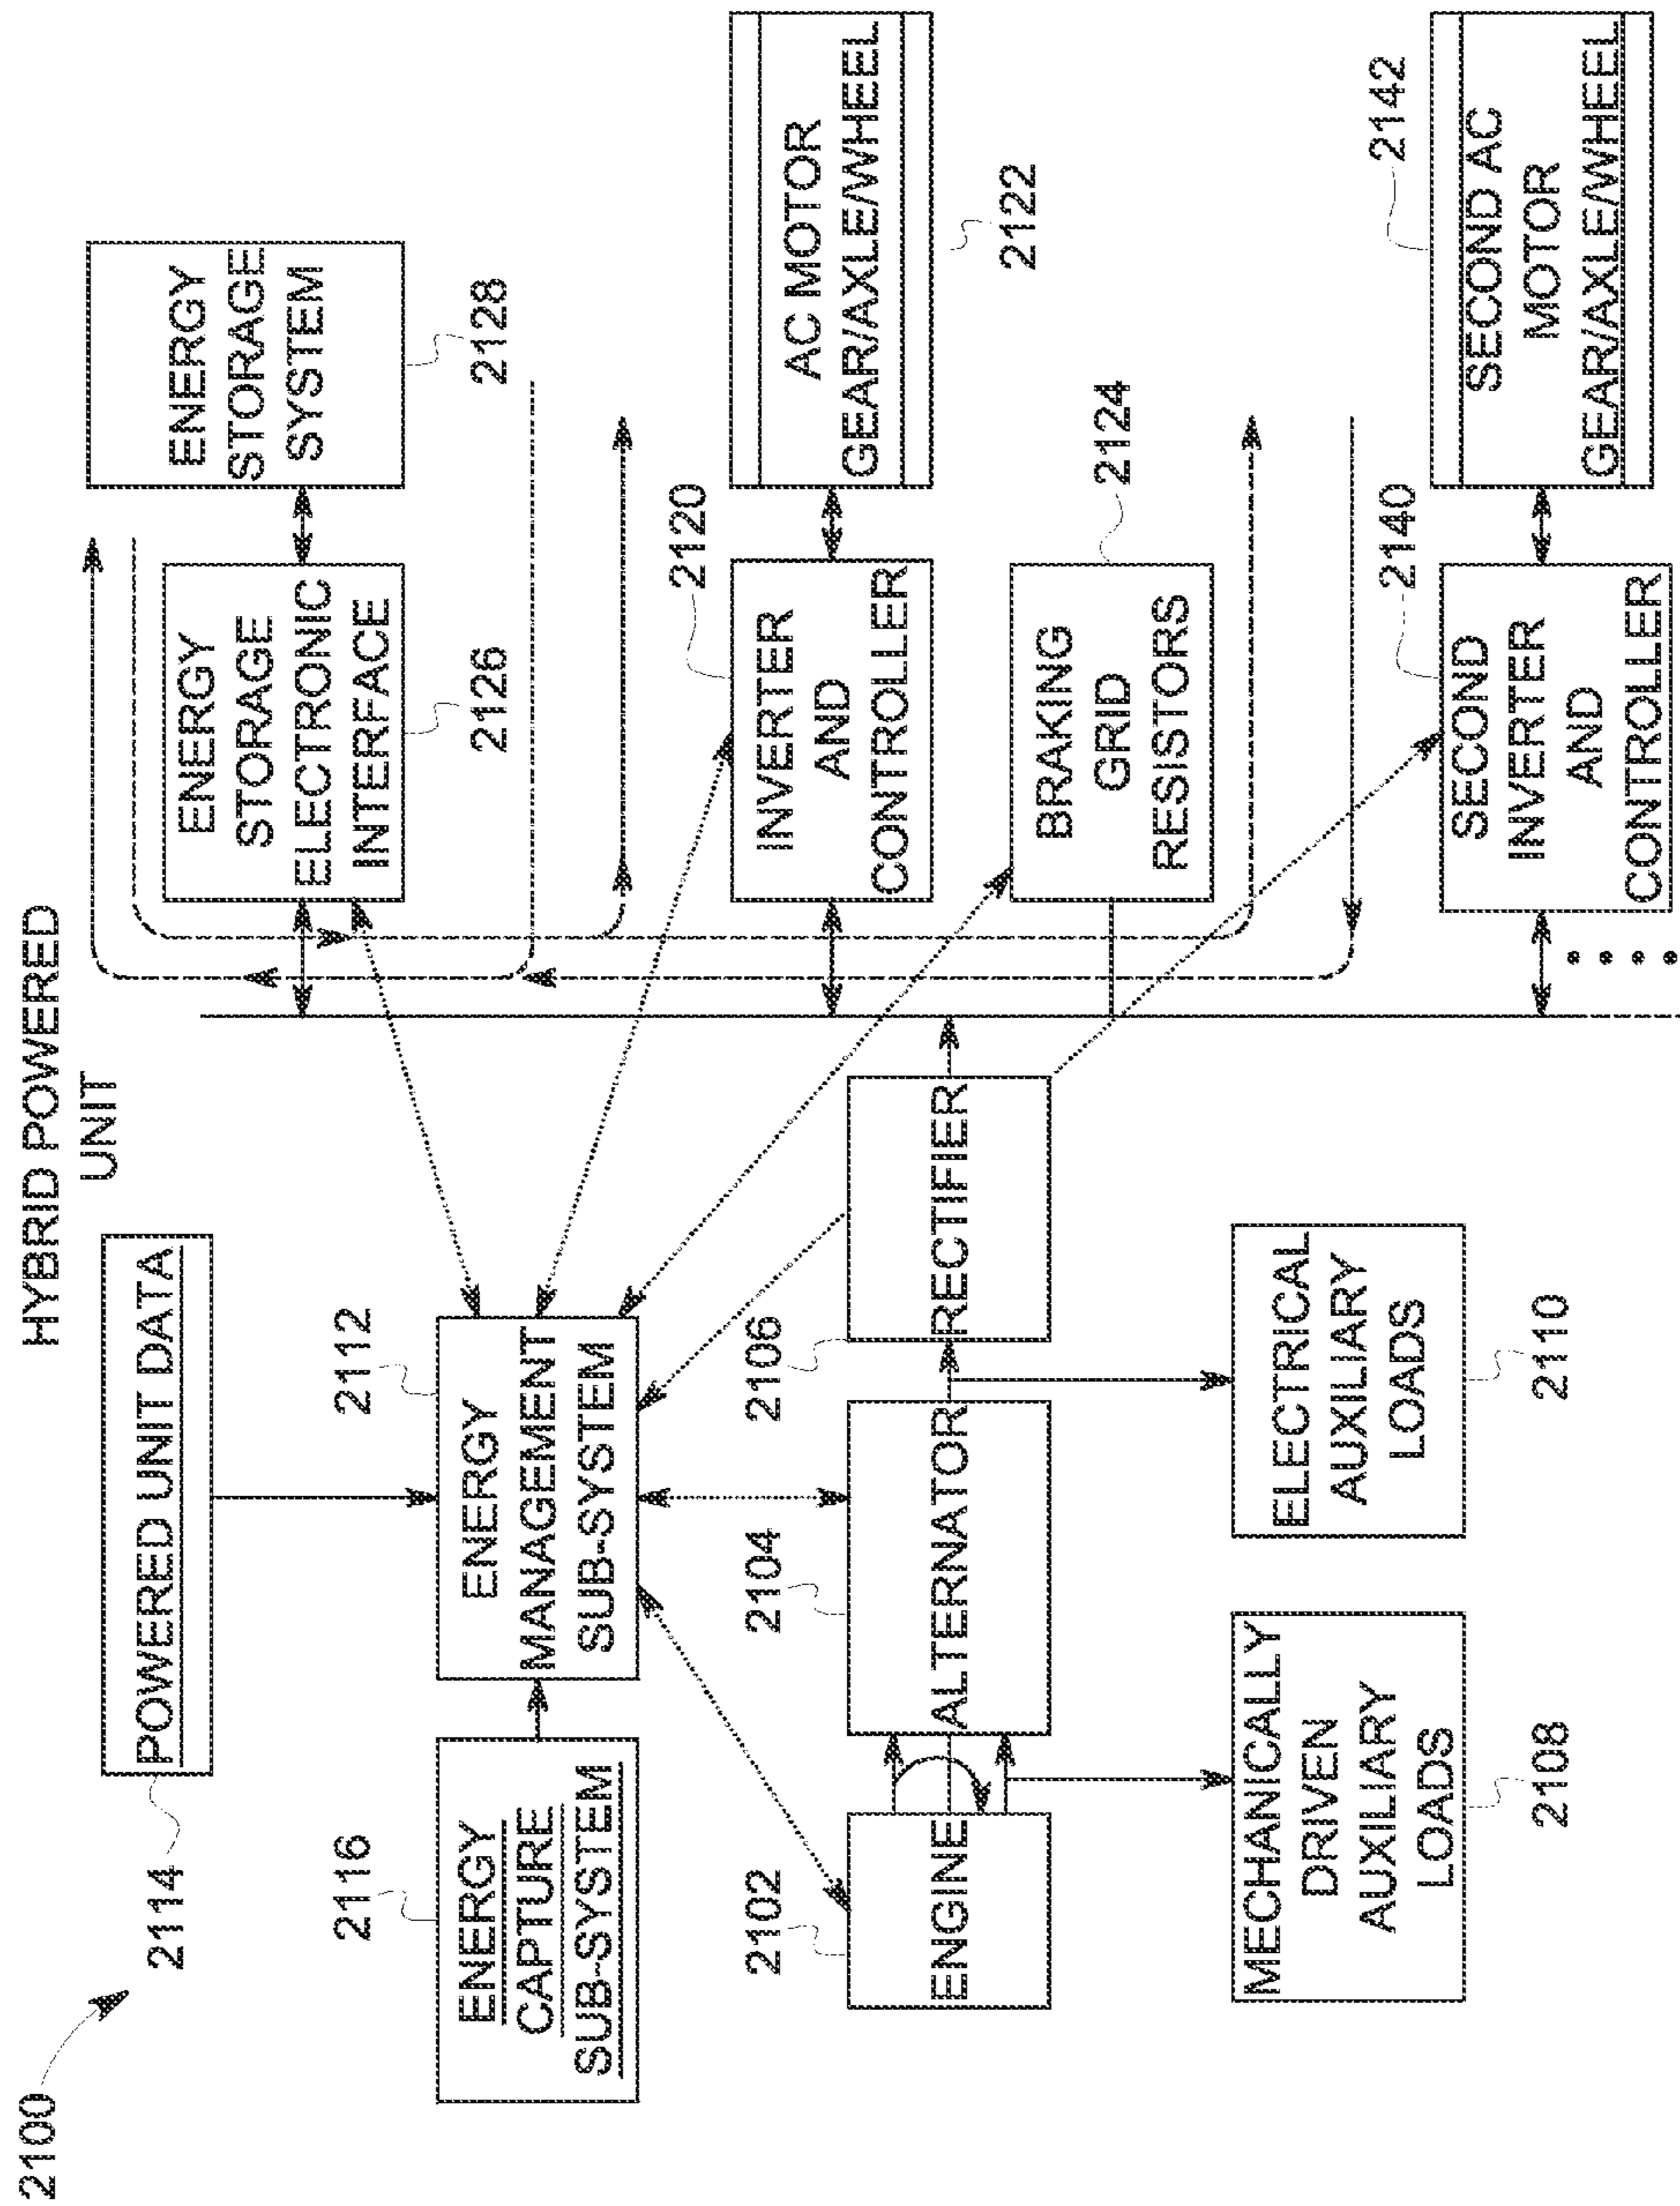 HYBRID POWERED
UNIT
2100
2114
POWERED UNIT DATA
2116
ENERGY
CAPTURE
SUB-SYSTEM
2112
ENERGY
MANAGEMENT
SUB-SYSTEM
ENERGY
STORAGE
ELECTRONIC
INTERFACE
2126
ENERGY
STORAGE
SYSTEM
2128
2102
ENGINE
2104
ALTERNATOR
2106
RECTIFIER
2120
INVERTER
AND
CONTROLLER
AC MOTOR
GEAR/AXLE/WHEEL
2122
BRAKING
GRID
RESISTORS
2124
MECHANICALLY
DRIVEN
AUXILIARY
LOADS
2108
ELECTRICAL
AUXILIARY
LOADS
2110
2140
SECOND
INVERTER
AND
CONTROLLER
2142
SECOND AC
MOTOR
GEAR/AXLE/WHEEL